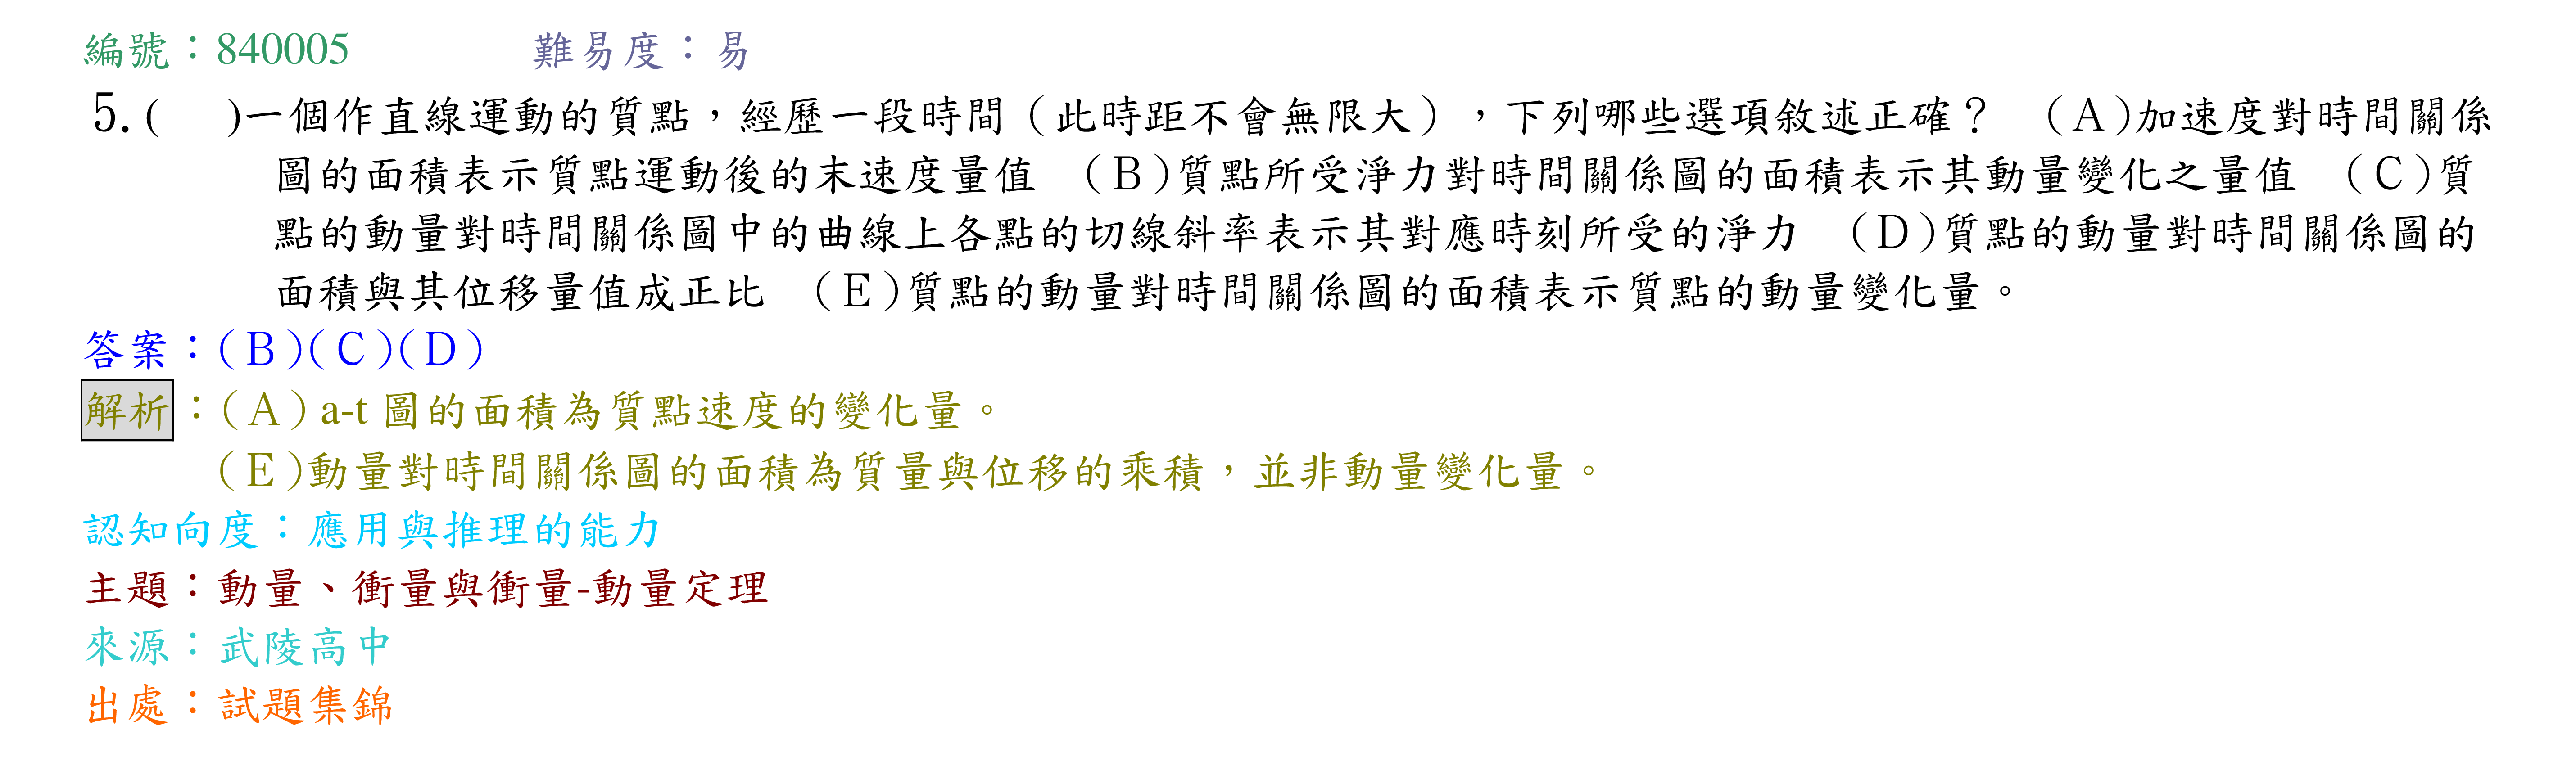 編號：840005 難易度：易
5.( )一個作直線運動的質點，經歷一段時間（此時距不會無限大），下列哪些選項敘述正確？ （A)加速度對時間關係
圖的面積表示質點運動後的末速度量值 （B)質點所受淨力對時間關係圖的面積表示其動量變化之量值 （C)質
點的動量對時間關係圖中的曲線上各點的切線斜率表示其對應時刻所受的淨力 （D)質點的動量對時間關係圖的
面積與其位移量值成正比 （E)質點的動量對時間關係圖的面積表示質點的動量變化量。
答案：(B)(C)(D)
解析：(A) a-t 圖的面積為質點速度的變化量。
(E)動量對時間關係圖的面積為質量與位移的乘積，並非動量變化量。
認知向度：應用與推理的能力
主題：動量、衝量與衝量-動量定理
來源：武陵高中
出處：試題集錦